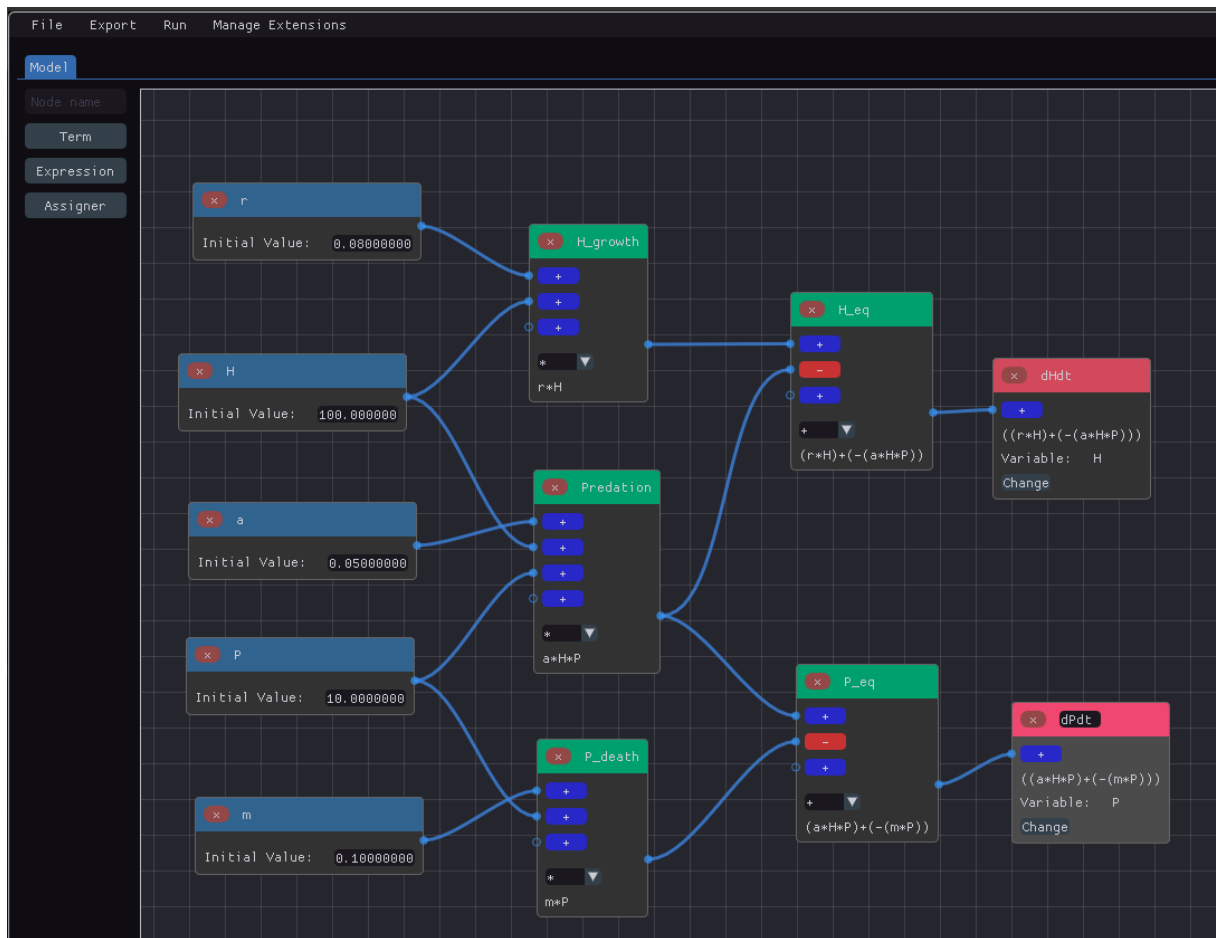 File Export Run Manage Extensions
Model
Node name
Term
Expression
Assigner
× r
Initial Value: 0.08000000
× H
Initial Value: 100.000000
× a
Initial Value: 0.05000000
× P
Initial Value: 10.0000000
× m
Initial Value: 0.10000000
× H_growth
+
+
+
* ▼
r*H
× Predation
+
+
+
+
* ▼
a*H*P
× P_death
+
+
+
* ▼
m*P
× H_eq
+
-
+
+ ▼
(r*H)+(-(a*H*P))
× P_eq
+
-
+
+ ▼
(a*H*P)+(-(m*P))
× dHdt
+
((r*H)+(-(a*H*P)))
Variable: H
Change
× dPdt
+
((a*H*P)+(-(m*P)))
Variable: P
Change